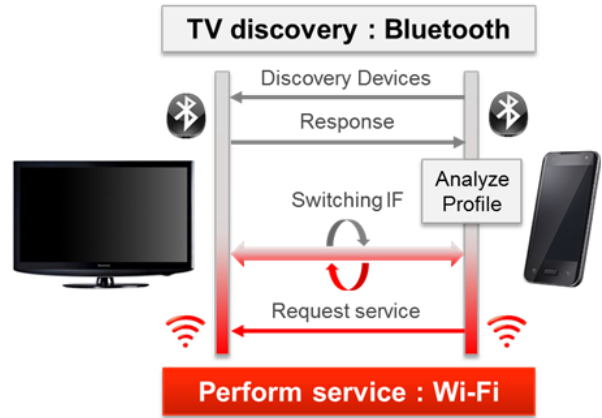 TV discovery : Bluetooth
Discovery Devices
Response
Analyze
Profile
Switching IF
Request service
Perform service : Wi-Fi